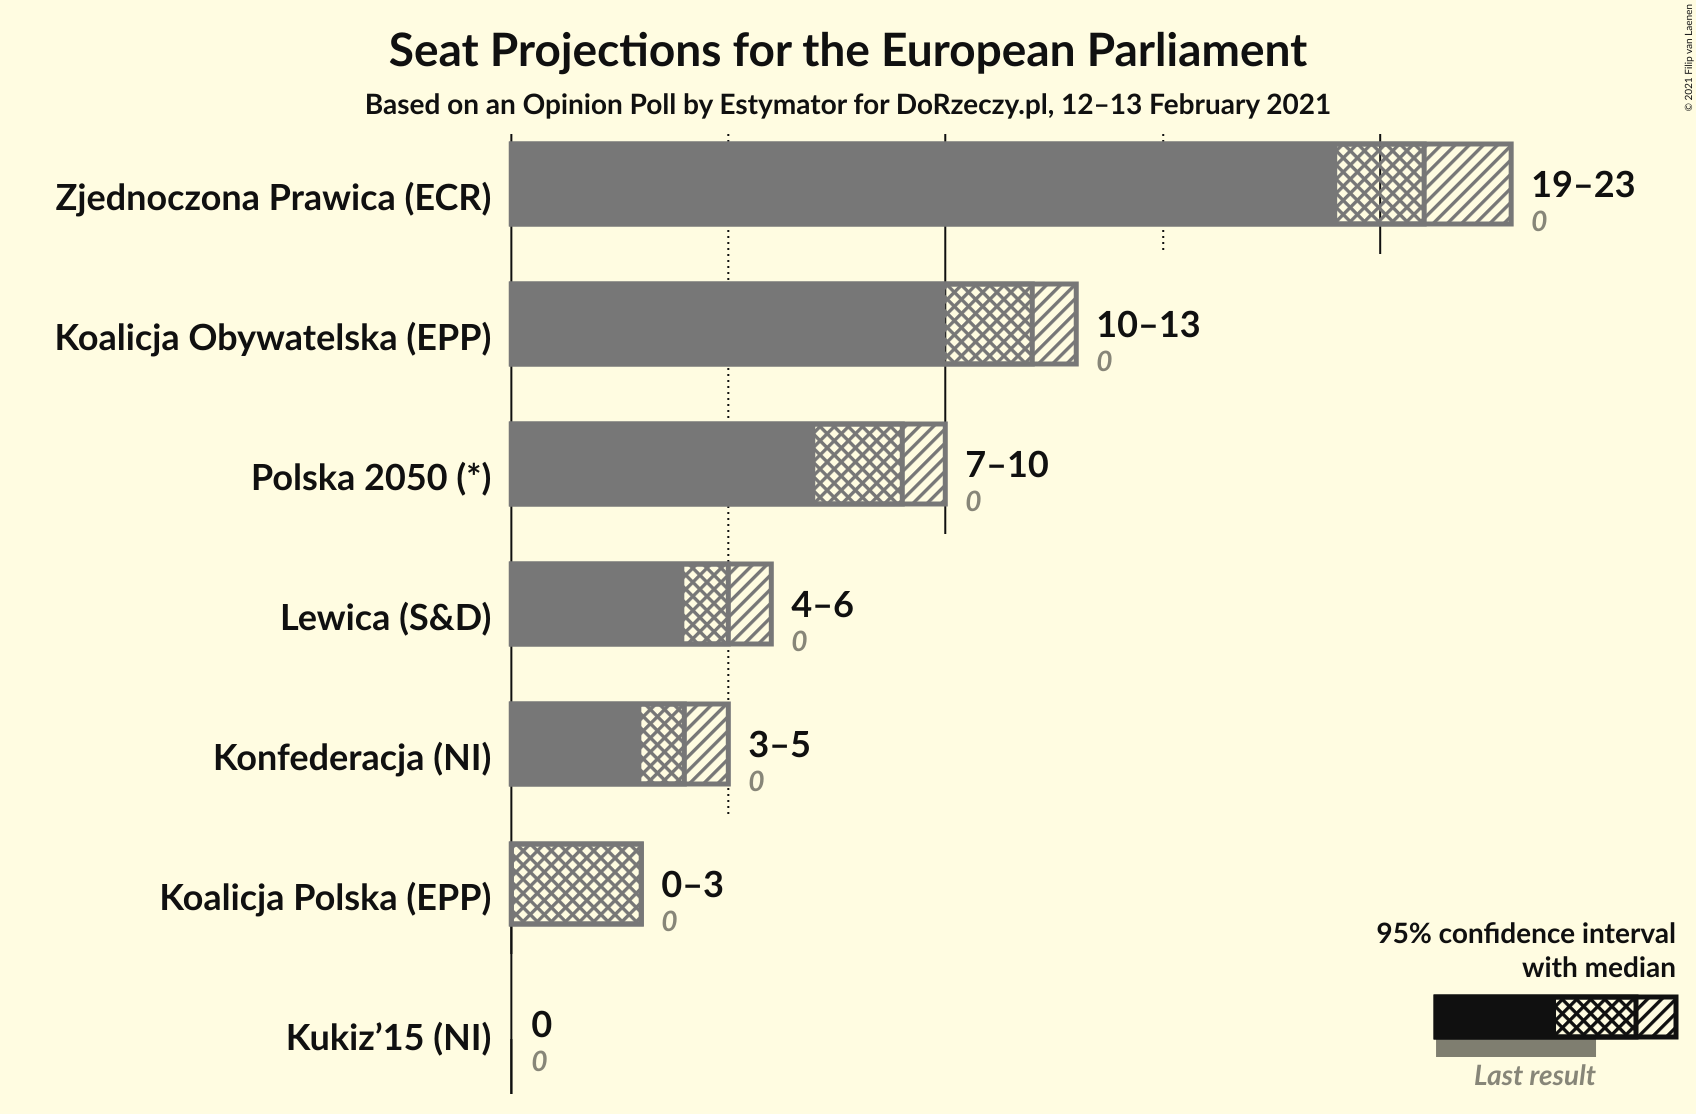 Seat Projections for the European Parliament
Based on an Opinion Poll by Estymator for DoRzeczy.pl, 12–13 February 2021
© 2021 Filip van Laenen
Zjednoczona Prawica (ECR)
19–23
0
Koalicja Obywatelska (EPP)
10–13
0
Polska 2050 (*)
7–10
0
Lewica (S&D)
4–6
0
Konfederacja (NI)
3–5
0
Koalicja Polska (EPP)
0–3
0
Kukiz’15 (NI)
0
0
95% confidence interval
with median
Last result